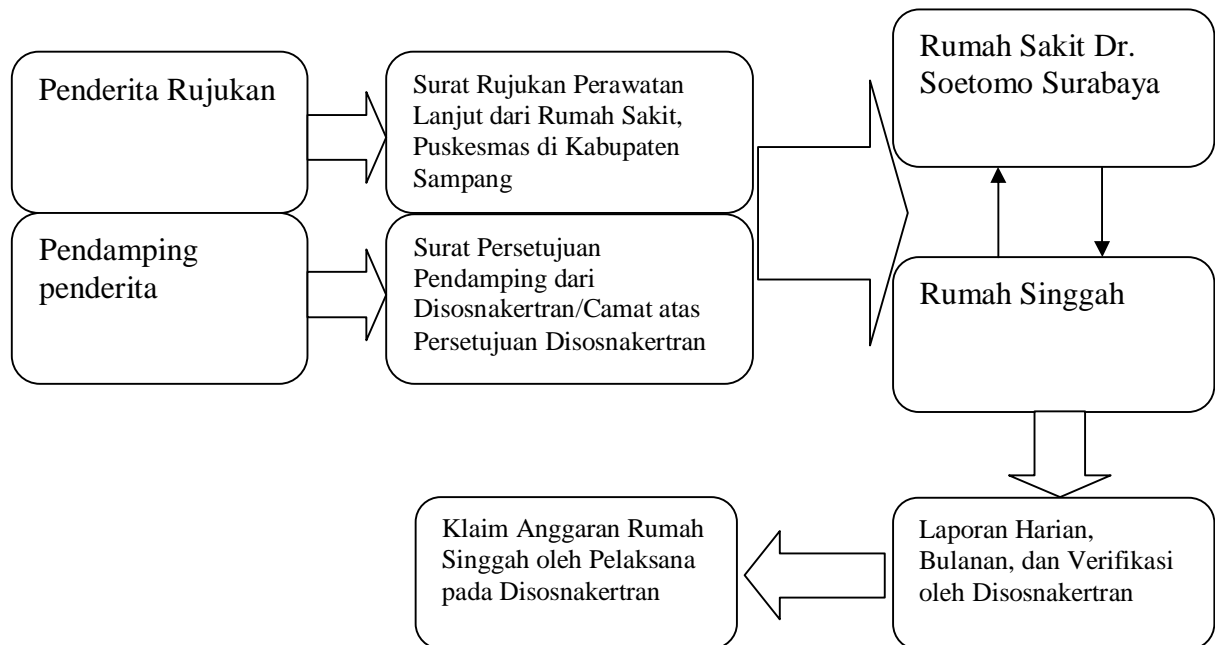 Penderita Rujukan
Surat Rujukan Perawatan
Lanjut dari Rumah Sakit,
Puskesmas di Kabupaten
Sampang
Rumah Sakit Dr.
Soetomo Surabaya
Pendamping
penderita
Surat Persetujuan
Pendamping dari
Disosnakertran/Camat atas
Persetujuan Disosnakertran
Rumah Singgah
Laporan Harian,
Bulanan, dan Verifikasi
oleh Disosnakertran
Klaim Anggaran Rumah
Singgah oleh Pelaksana
pada Disosnakertran